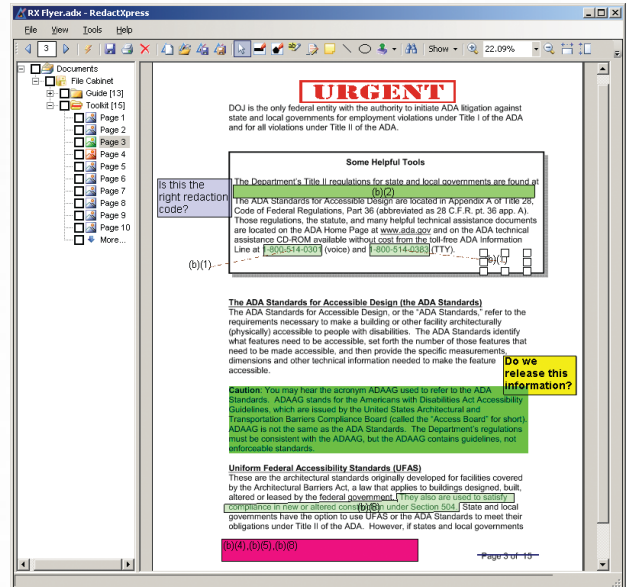 RX Flyer.adx - RedactXpress
File View Tools Help
3 Show 22.09%
Documents
File Cabinet
Guide [13]
Toolkit [15]
Page 1
Page 2
Page 3
Page 4
Page 5
Page 6
Page 7
Page 8
Page 9
Page 10
More...
URGENT
DOJ is the only federal entity with the authority to initiate ADA litigation against
state and local governments for employment violations under Title I of the ADA
and for all violations under Title II of the ADA.
Some Helpful Tools
The Department's Title II regulations for state and local governments are found at
(b)(2)
Is this the
right redaction
code?
The ADA Standards for Accessible Design are located in Appendix A of Title 28,
Code of Federal Regulations, Part 36 (abbreviated as 28 C.F.R. pt. 36 app. A).
Those regulations, the statute, and many helpful technical assistance documents
are located on the ADA Home Page at www.ada.gov and on the ADA technical
assistance CD-ROM available without cost from the toll-free ADA Information
Line at 1-800-514-0301 (voice) and 1-800-514-0383 (TTY).
(b)(1)
The ADA Standards for Accessible Design (the ADA Standards)
The ADA Standards for Accessible Design, or the "ADA Standards," refer to the
requirements necessary to make a building or other facility architecturally
(physically) accessible to people with disabilities. The ADA Standards identify
what features need to be accessible, set forth the number of those features that
need to be made accessible, and then provide the specific measurements,
dimensions and other technical information needed to make the feature
accessible.
Do we
release this
information?
Caution: You may hear the acronym ADAAG used to refer to the ADA
Standards. ADAAG stands for the Americans with Disabilities Act Accessibility
Guidelines, which are issued by the United States Architectural and
Transportation Barriers Compliance Board (called the "Access Board" for short).
ADAAG is not the same as the ADA Standards. The Department's regulations
must be consistent with the ADAAG, but the ADAAG contains guidelines, not
enforceable standards.
Uniform Federal Accessibility Standards (UFAS)
These are the architectural standards originally developed for facilities covered
by the Architectural Barriers Act, a law that applies to buildings designed, built,
altered or leased by the federal government. They also are used to satisfy
compliance in new or altered construction under Section 504. State and local
governments have the option to use UFAS or the ADA Standards to meet their
obligations under Title II of the ADA. However, if states and local governments
(b)(4),(b)(5),(b)(8)
Page 3 of 15